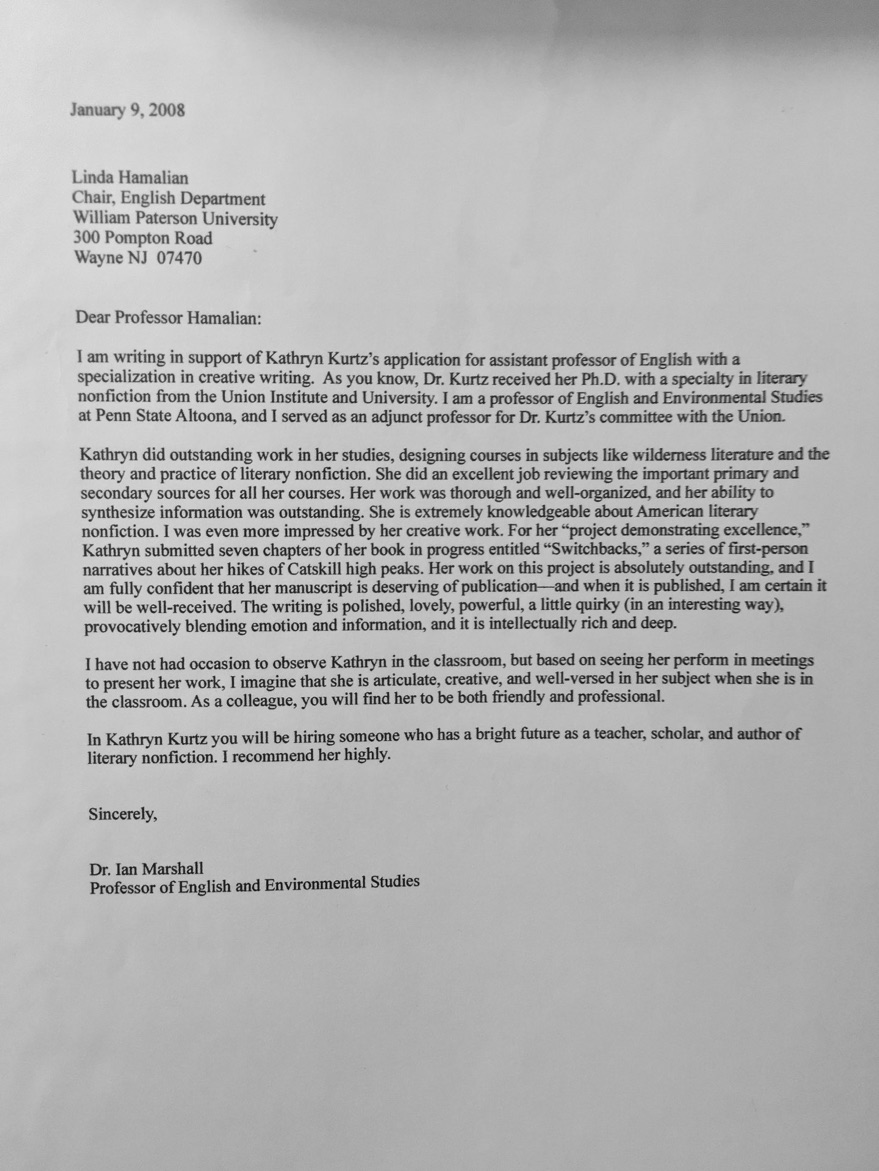 January 9, 2008
Linda Hamalian
Chair, English Department
William Paterson University
300 Pompton Road
Wayne NJ  07470
Dear Professor Hamalian:
I am writing in support of Kathryn Kurtz’s application for assistant professor of English with a
specialization in creative writing.  As you know, Dr. Kurtz received her Ph.D. with a specialty in literary
nonfiction from the Union Institute and University. I am a professor of English and Environmental Studies
at Penn State Altoona, and I served as an adjunct professor for Dr. Kurtz’s committee with the Union.
Kathryn did outstanding work in her studies, designing courses in subjects like wilderness literature and the
theory and practice of literary nonfiction. She did an excellent job reviewing the important primary and
secondary sources for all her courses. Her work was thorough and well-organized, and her ability to
synthesize information was outstanding. She is extremely knowledgeable about American literary
nonfiction. I was even more impressed by her creative work. For her “project demonstrating excellence,”
Kathryn submitted seven chapters of her book in progress entitled “Switchbacks,” a series of first-person
narratives about her hikes of Catskill high peaks. Her work on this project is absolutely outstanding, and I
am fully confident that her manuscript is deserving of publication—and when it is published, I am certain it
will be well-received. The writing is polished, lovely, powerful, a little quirky (in an interesting way),
provocatively blending emotion and information, and it is intellectually rich and deep.
I have not had occasion to observe Kathryn in the classroom, but based on seeing her perform in meetings
to present her work, I imagine that she is articulate, creative, and well-versed in her subject when she is in
the classroom. As a colleague, you will find her to be both friendly and professional.
In Kathryn Kurtz you will be hiring someone who has a bright future as a teacher, scholar, and author of
literary nonfiction. I recommend her highly.
Sincerely,
Dr. Ian Marshall
Professor of English and Environmental Studies